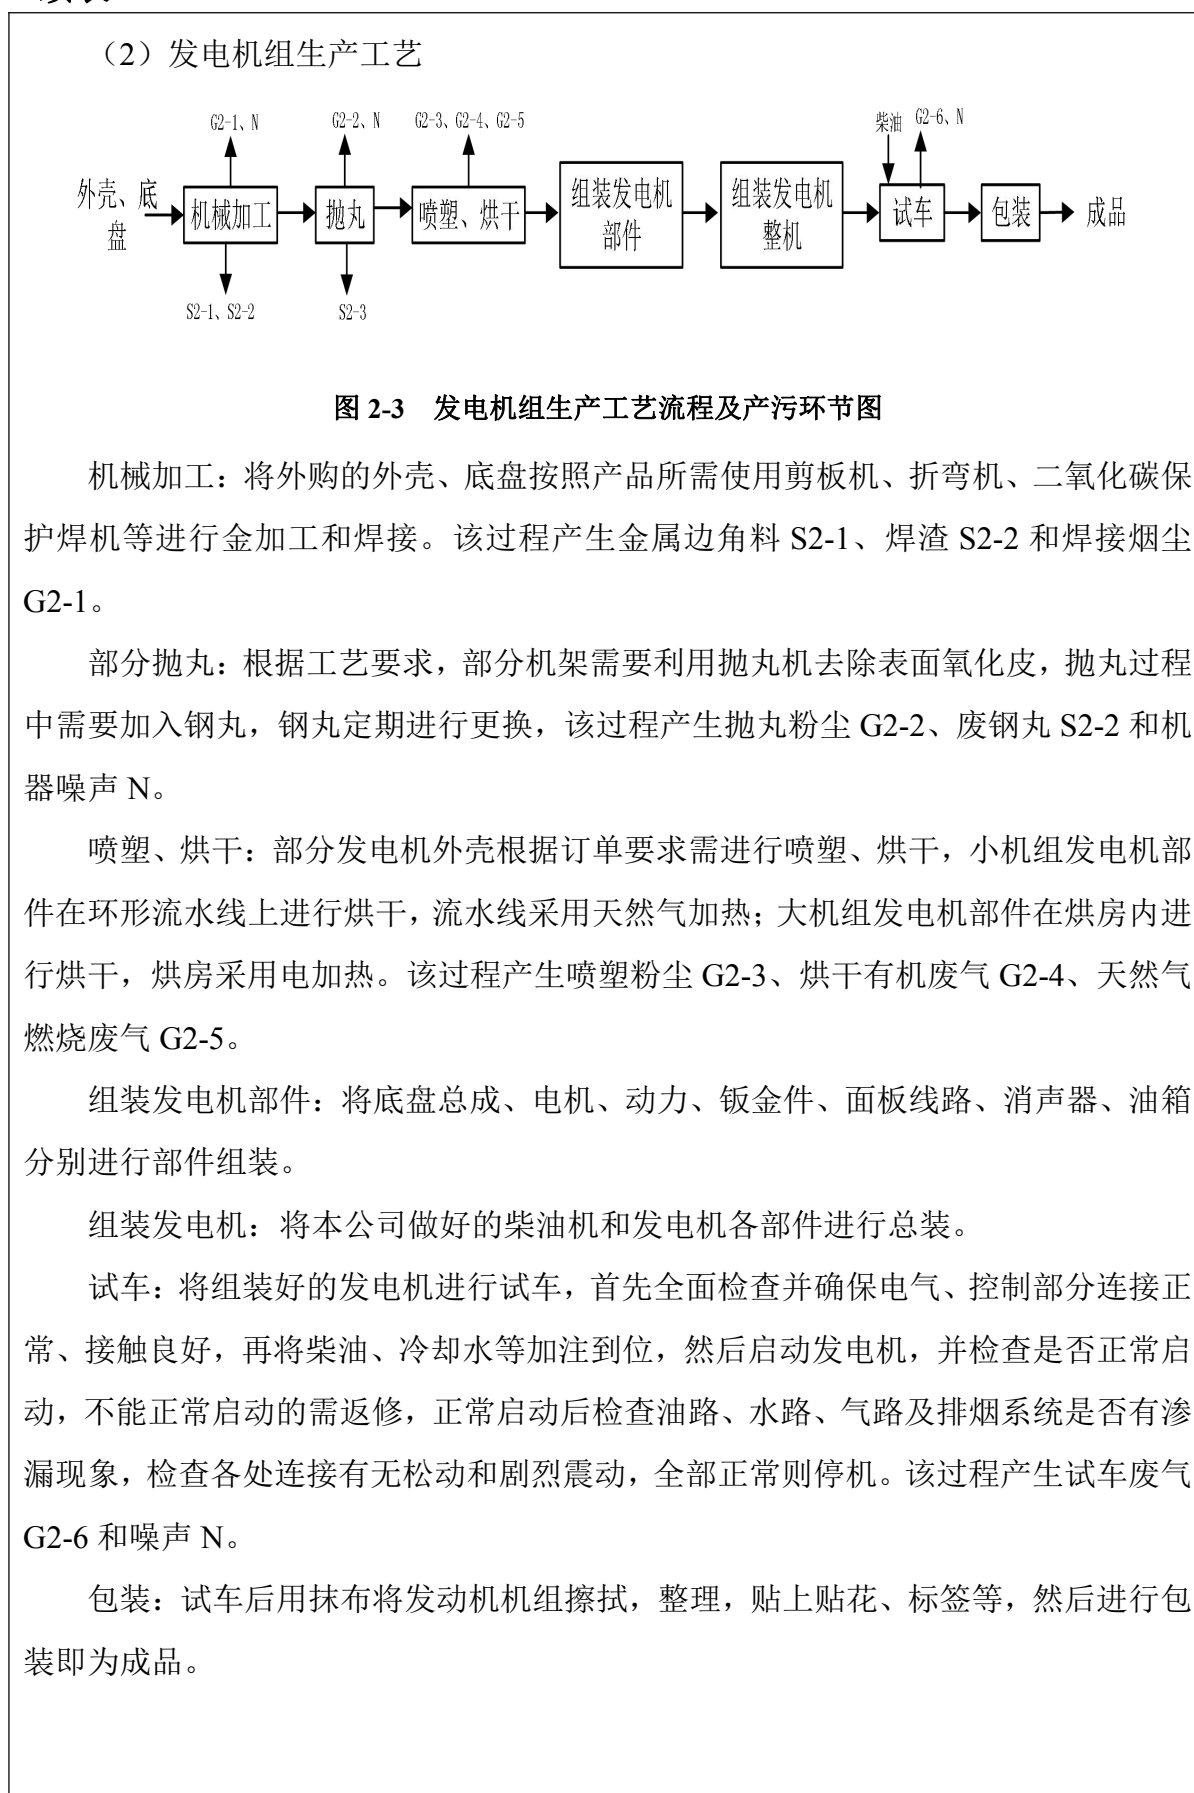 （2）发电机组生产工艺
G2-1、N
G2-2、N
G2-3、G2-4、G2-5
柴油
G2-6、N
外壳、底
盘
机械加工
抛丸
喷塑、烘干
组装发电机
部件
组装发电机
整机
试车
包装
成品
S2-1、S2-2
S2-3
图 2-3 发电机组生产工艺流程及产污环节图
机械加工：将外购的外壳、底盘按照产品所需使用剪板机、折弯机、二氧化碳保
护焊机等进行金加工和焊接。该过程产生金属边角料 S2-1、焊渣 S2-2 和焊接烟尘
G2-1。
部分抛丸：根据工艺要求，部分机架需要利用抛丸机去除表面氧化皮，抛丸过程
中需要加入钢丸，钢丸定期进行更换，该过程产生抛丸粉尘 G2-2、废钢丸 S2-2 和机
器噪声 N。
喷塑、烘干：部分发电机外壳根据订单要求需进行喷塑、烘干，小机组发电机部
件在环形流水线上进行烘干，流水线采用天然气加热；大机组发电机部件在烘房内进
行烘干，烘房采用电加热。该过程产生喷塑粉尘 G2-3、烘干有机废气 G2-4、天然气
燃烧废气 G2-5。
组装发电机部件：将底盘总成、电机、动力、钣金件、面板线路、消声器、油箱
分别进行部件组装。
组装发电机：将本公司做好的柴油机和发电机各部件进行总装。
试车：将组装好的发电机进行试车，首先全面检查并确保电气、控制部分连接正
常、接触良好，再将柴油、冷却水等加注到位，然后启动发电机，并检查是否正常启
动，不能正常启动的需返修，正常启动后检查油路、水路、气路及排烟系统是否有渗
漏现象，检查各处连接有无松动和剧烈震动，全部正常则停机。该过程产生试车废气
G2-6 和噪声 N。
包装：试车后用抹布将发动机机组擦拭，整理，贴上贴花、标签等，然后进行包
装即为成品。